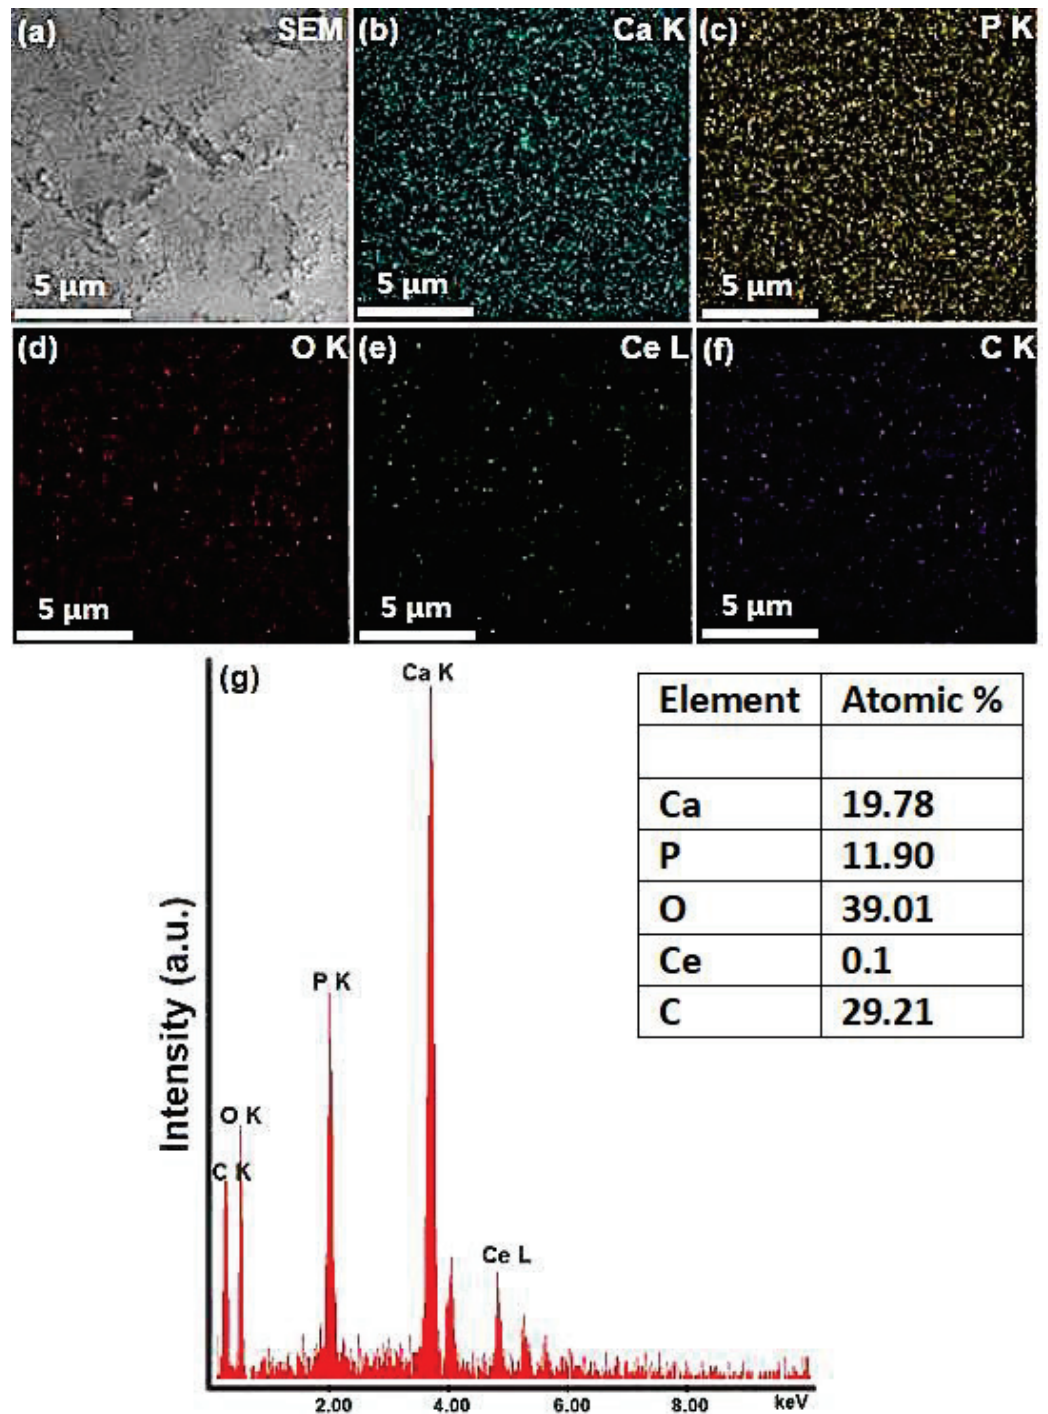 (a) SEM
(b) Ca K
(c) P K
5 µm
5 µm
5 µm
(d) O K
(e) Ce L
(f) C K
5 µm
5 µm
5 µm
(g)
Ca K
P K
O K
C K
Ce L
Intensity (a.u.)
2.00 4.00 6.00 8.00 keV
Element Atomic %
Ca 19.78
P 11.90
O 39.01
Ce 0.1
C 29.21